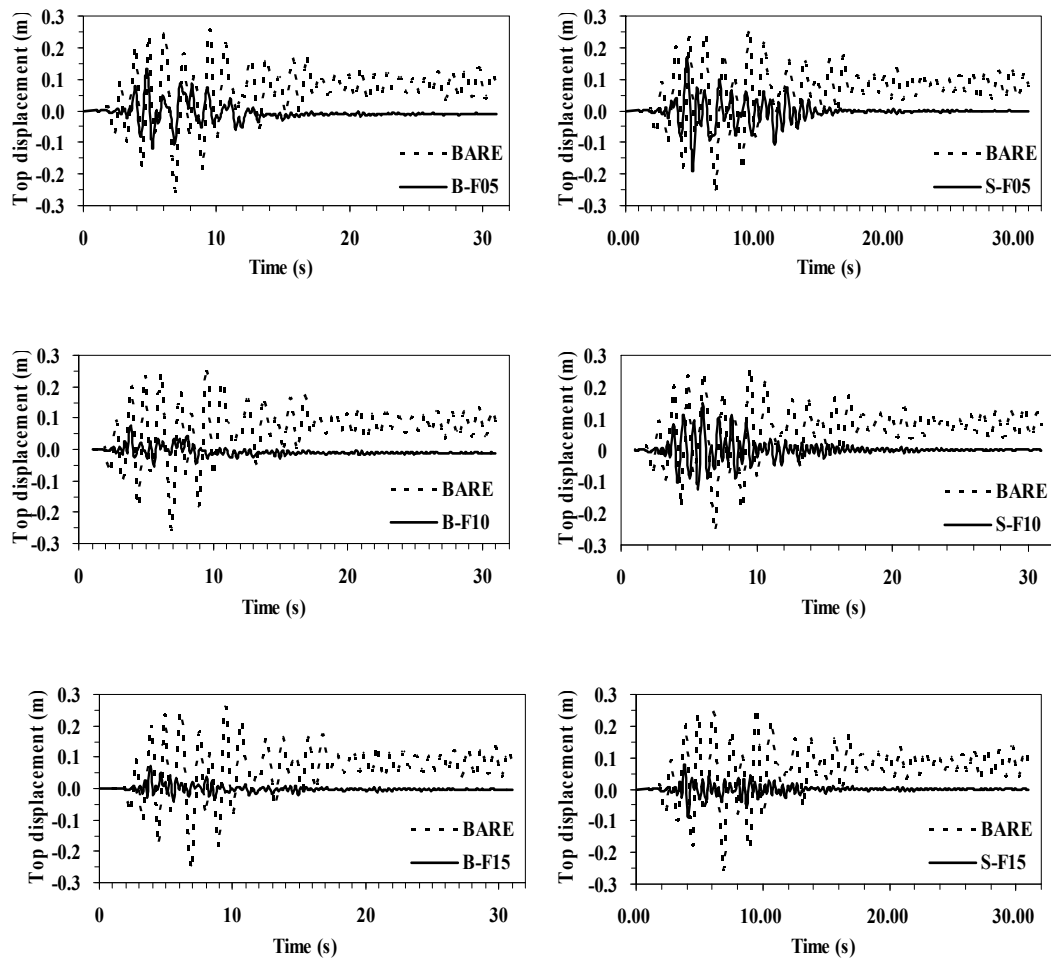 Top displacement (m)
0.3
0.2
0.1
0.0
-0.1
-0.2
-0.3
BARE
B-F05
0
10
20
30
Time (s)
Top displacement (m)
0.3
0.2
0.1
0.0
-0.1
-0.2
-0.3
BARE
S-F05
0.00
10.00
20.00
30.00
Time (s)
Top displacement (m)
0.3
0.2
0.1
0.0
-0.1
-0.2
-0.3
BARE
B-F10
0
10
20
30
Time (s)
Top displacement (m)
0.3
0.2
0.1
0.0
-0.1
-0.2
-0.3
BARE
S-F10
0
10
20
30
Time (s)
Top displacement (m)
0.3
0.2
0.1
0.0
-0.1
-0.2
-0.3
BARE
B-F15
0
10
20
30
Time (s)
Top displacement (m)
0.3
0.2
0.1
0.0
-0.1
-0.2
-0.3
BARE
S-F15
0.00
10.00
20.00
30.00
Time (s)